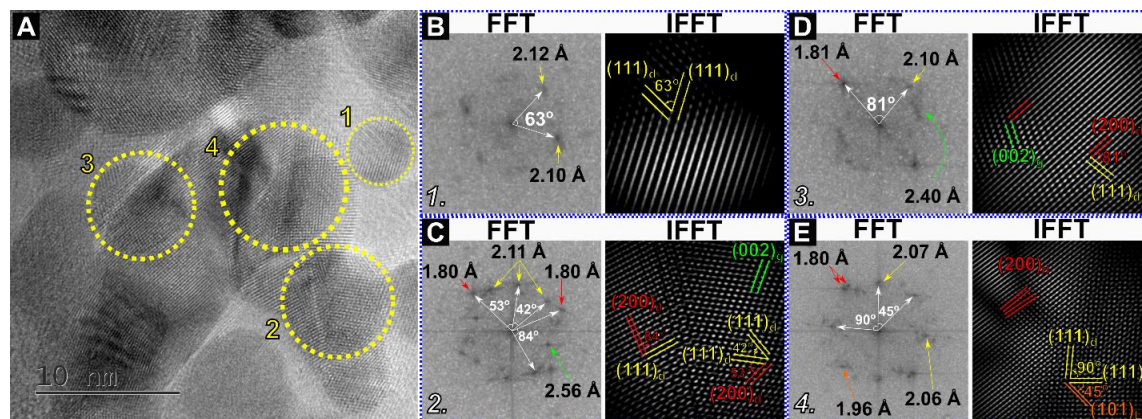 A
1
3
4
2
10 nm
B
FFT
IFFT
2.12 Å
63°
2.10 Å
1.
(111)d
63°
(111)d
D
FFT
IFFT
1.81 Å
2.10 Å
81°
2.40 Å
3.
(002)g
(200)
81°
(111)d
C
FFT
IFFT
2.11 Å
1.80 Å
1.80 Å
53°
42°
84°
2.56 Å
2.
(002)g
(200)d
84°
(111)d
(111)d
42°
(111)d
(200)d
E
FFT
IFFT
1.80 Å
2.07 Å
90°
45°
1.96 Å
2.06 Å
4.
(200)d
(111)d
90°
(111)
45°
(101)